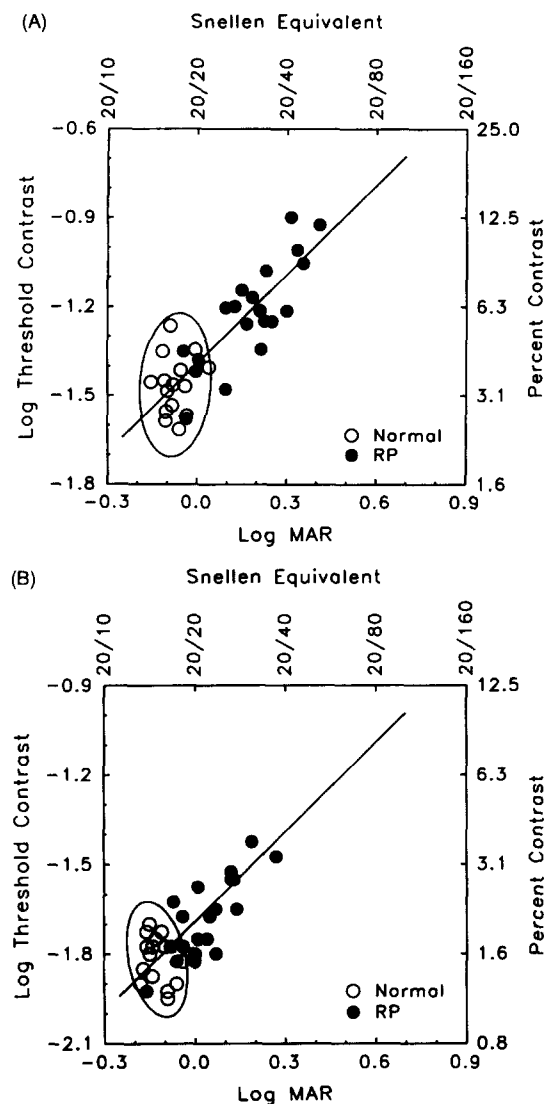 (A)
Snellen Equivalent
20/10
20/20
20/40
20/80
20/160
Log Threshold Contrast
-0.6
-0.9
-1.2
-1.5
-1.8
Percent Contrast
25.0
12.5
6.3
3.1
1.6
Normal
RP
-0.3
0.0
0.3
0.6
0.9
Log MAR
(B)
Snellen Equivalent
20/10
20/20
20/40
20/80
20/160
Log Threshold Contrast
-0.9
-1.2
-1.5
-1.8
-2.1
Percent Contrast
12.5
6.3
3.1
1.6
0.8
Normal
RP
-0.3
0.0
0.3
0.6
0.9
Log MAR